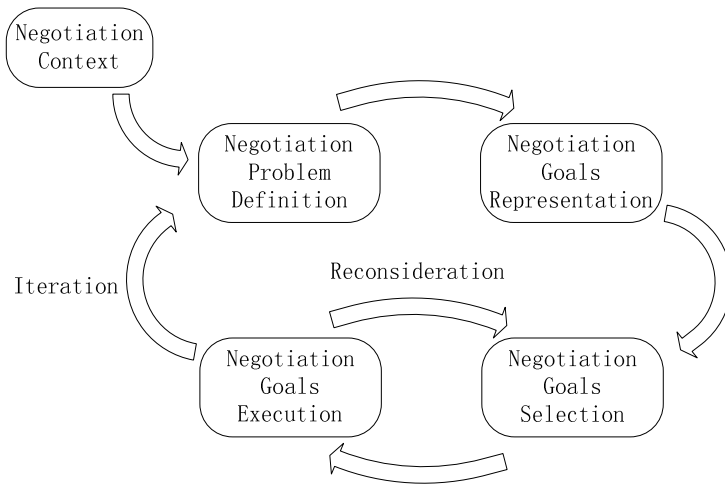 Negotiation
Context
Negotiation
Problem
Definition
Negotiation
Goals
Representation
Iteration
Reconsideration
Negotiation
Goals
Execution
Negotiation
Goals
Selection